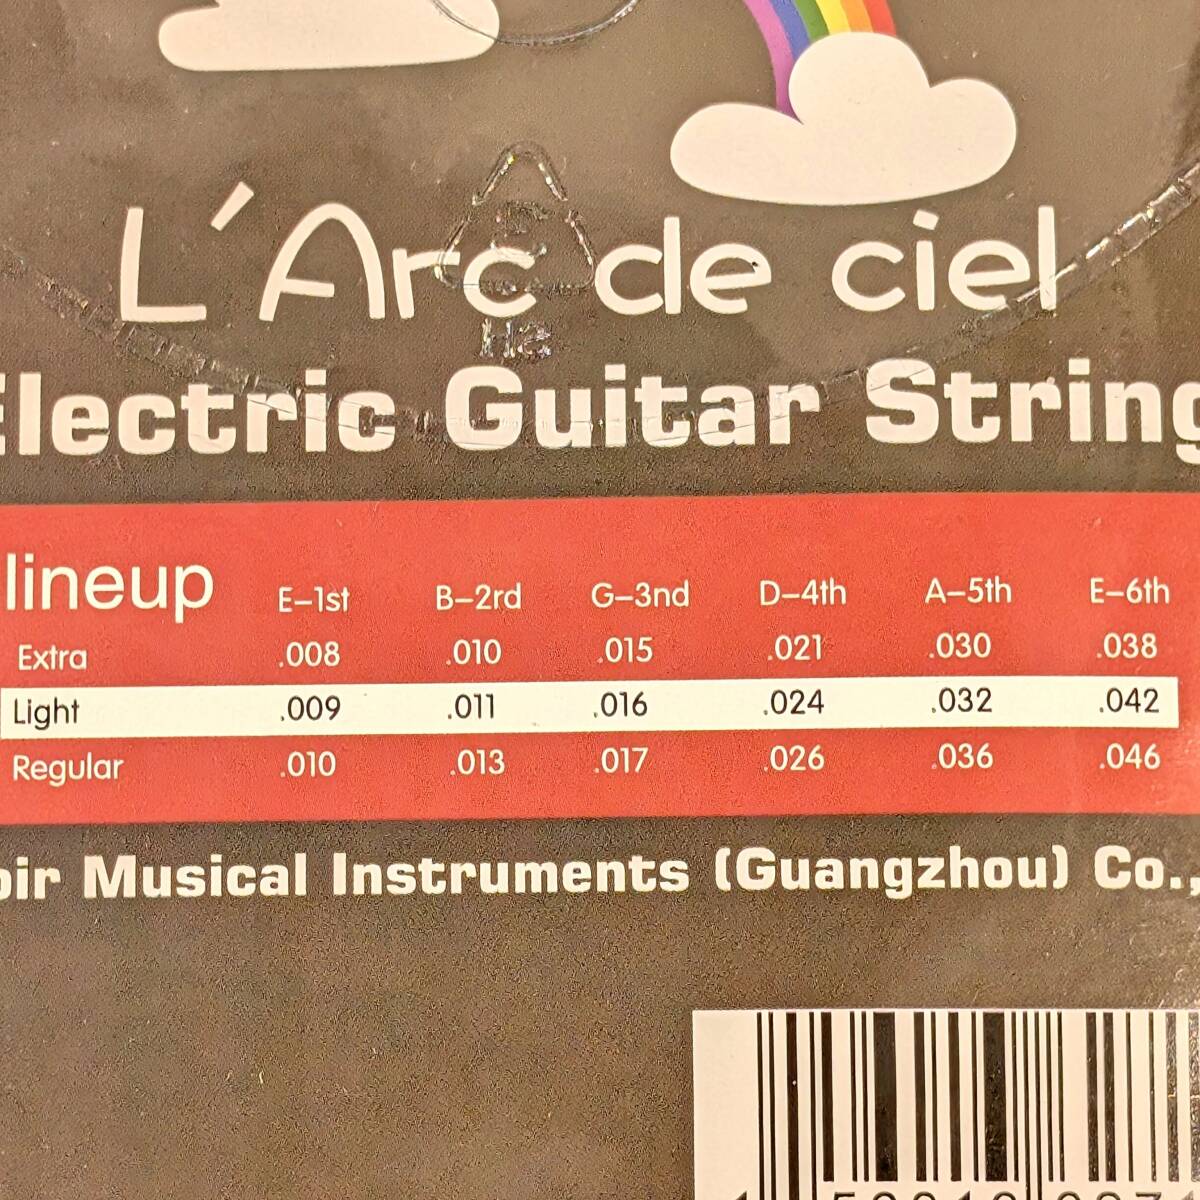 L'Arc de ciel
Electric Guitar String
lineup E–1st B–2rd G–3nd D–4th A–5th E–6th
Extra .008 .010 .015 .021 .030 .038
Light .009 .011 .016 .024 .032 .042
Regular .010 .013 .017 .026 .036 .046
oir Musical Instruments (Guangzhou) Co.,